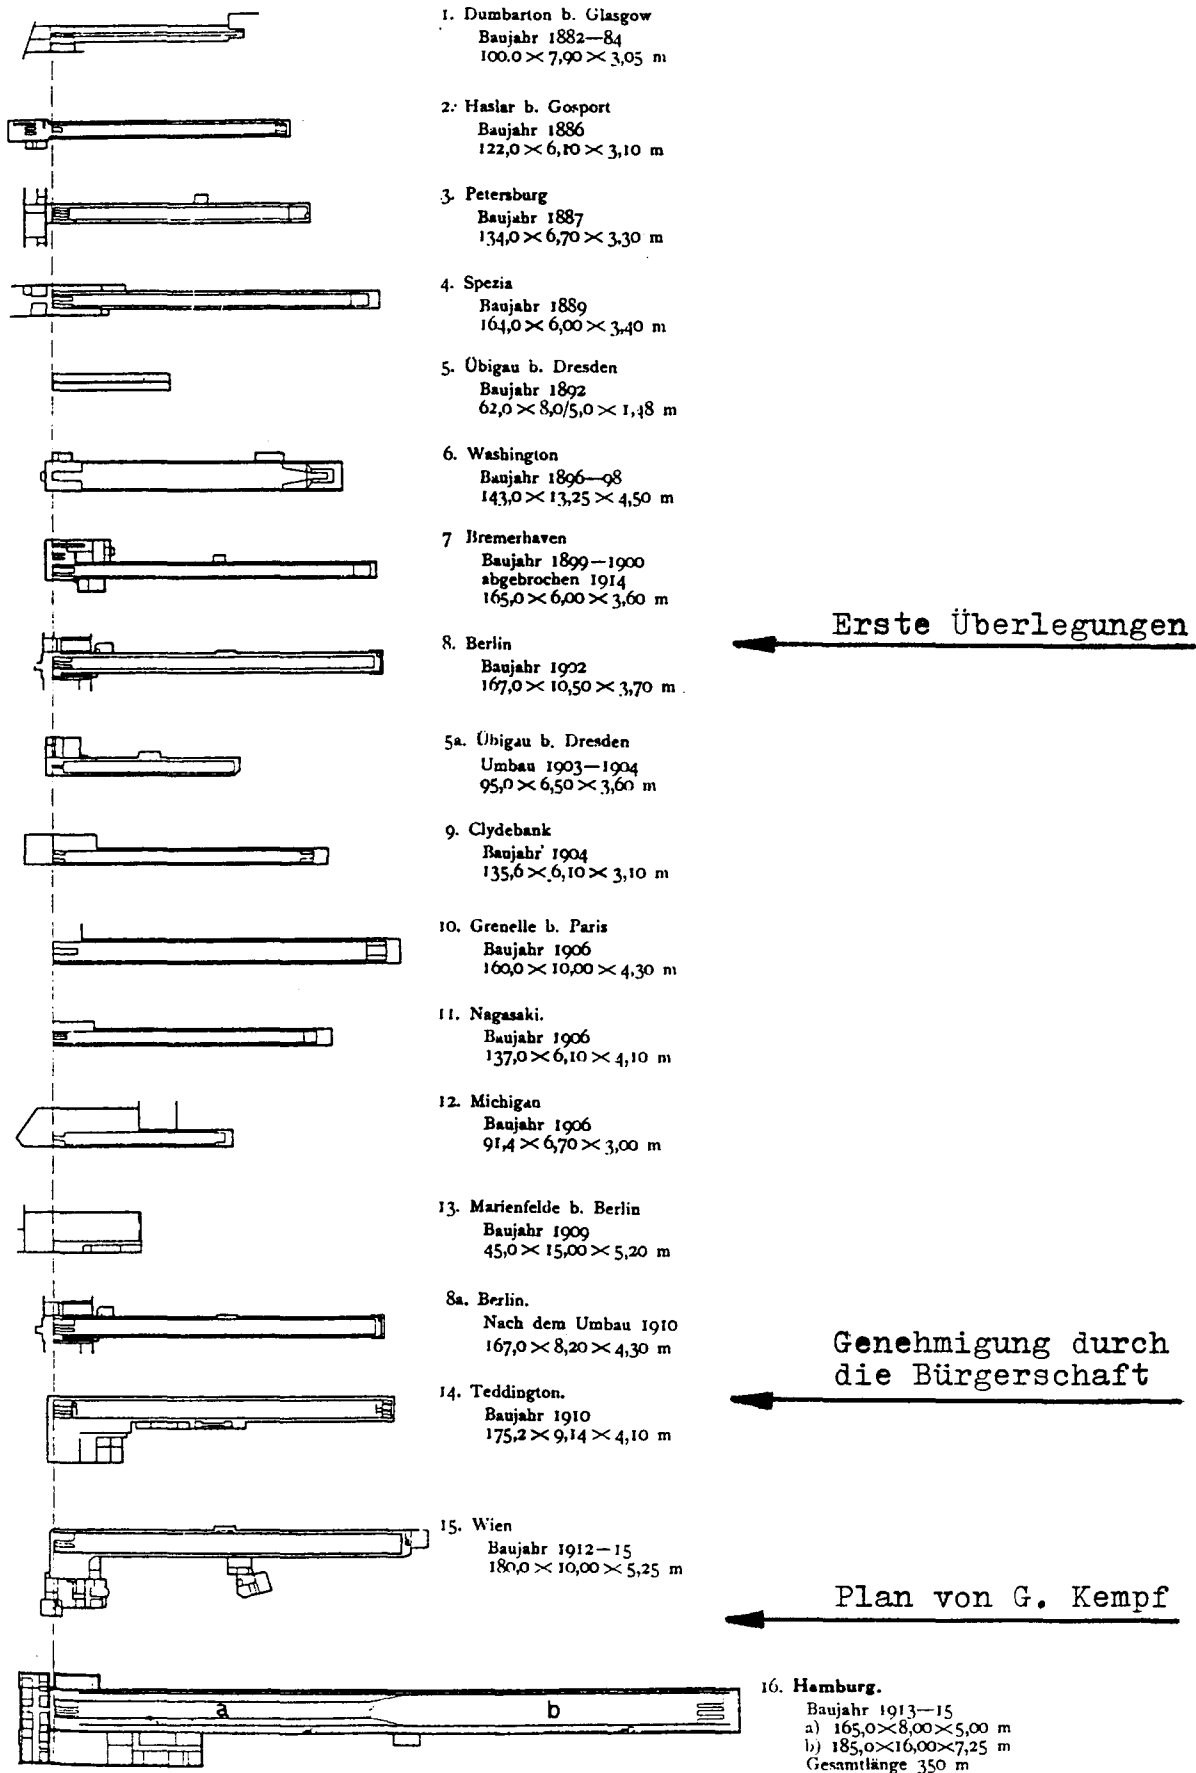 1. Dumbarton b. Glasgow
Baujahr 1882—84
100.0 × 7,90 × 3,05 m
2. Haslar b. Gosport
Baujahr 1886
122,0 × 6,10 × 3,10 m
3. Petersburg
Baujahr 1887
134,0 × 6,70 × 3,30 m
4. Spezia
Baujahr 1889
164,0 × 6,00 × 3,40 m
5. Übigau b. Dresden
Baujahr 1892
62,0 × 8,0/5,0 × 1,48 m
6. Washington
Baujahr 1896—98
143,0 × 13,25 × 4,50 m
7 Bremerhaven
Baujahr 1899—1900
abgebrochen 1914
165,0 × 6,00 × 3,60 m
Erste Überlegungen
8. Berlin
Baujahr 1902
167,0 × 10,50 × 3,70 m
5a. Übigau b. Dresden
Umbau 1903—1904
95,0 × 6,50 × 3,60 m
9. Clydebank
Baujahr 1904
135,6 × 6,10 × 3,10 m
10. Grenelle b. Paris
Baujahr 1906
160,0 × 10,00 × 4,30 m
11. Nagasaki.
Baujahr 1906
137,0 × 6,10 × 4,10 m
12. Michigan
Baujahr 1906
91,4 × 6,70 × 3,00 m
13. Marienfelde b. Berlin
Baujahr 1909
45,0 × 15,00 × 5,20 m
8a. Berlin.
Nach dem Umbau 1910
167,0 × 8,20 × 4,30 m
Genehmigung durch
die Bürgerschaft
14. Teddington.
Baujahr 1910
175,2 × 9,14 × 4,10 m
15. Wien
Baujahr 1912—15
180,0 × 10,00 × 5,25 m
Plan von G. Kempf
a
b
16. Hamburg.
Baujahr 1913—15
a) 165,0×8,00×5,00 m
b) 185,0×16,00×7,25 m
Gesamtlänge 350 m